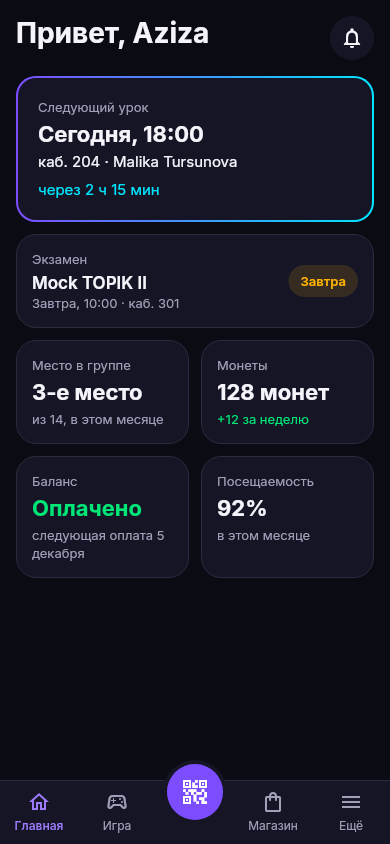 Привет, Aziza
Следующий урок
Сегодня, 18:00
каб. 204 · Malika Tursunova
через 2 ч 15 мин
Экзамен
Mock TOPIK II
Завтра, 10:00 · каб. 301
Завтра
Место в группе
3-е место
из 14, в этом месяце
Монеты
128 монет
+12 за неделю
Баланс
Оплачено
следующая оплата 5
декабря
Посещаемость
92%
в этом месяце
Главная
Игра
Магазин
Ещё